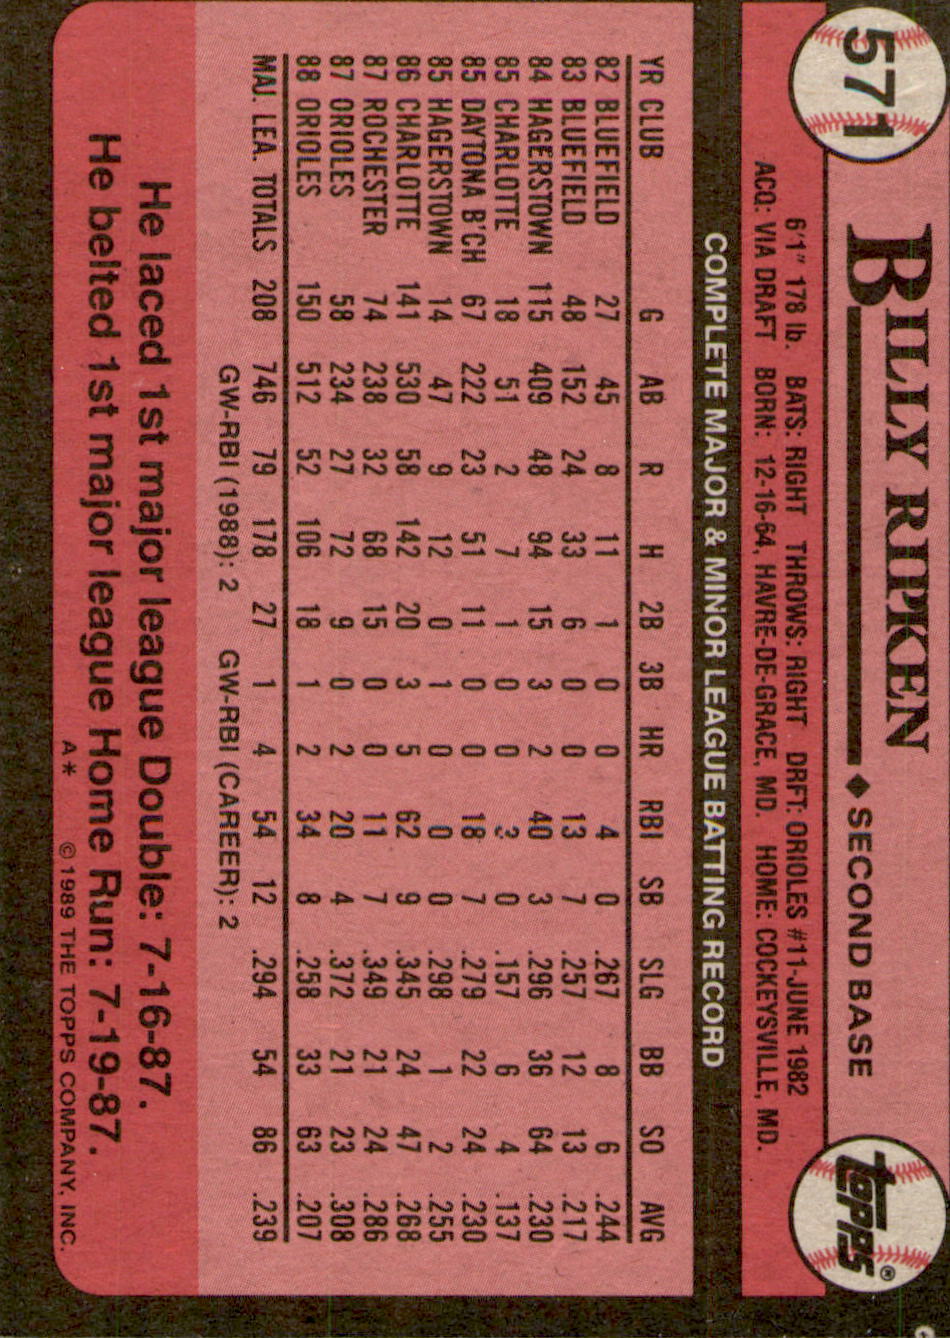 571
BILLY RIPKEN ◆ SECOND BASE
topps®
6'1" 178 lb. BATS: RIGHT THROWS: RIGHT DRFT: ORIOLES #11-JUNE 1982
ACQ: VIA DRAFT BORN: 12-16-64, HAVRE-DE-GRACE, MD. HOME: COCKEYSVILLE, MD.
COMPLETE MAJOR & MINOR LEAGUE BATTING RECORD
YR CLUB G AB R H 2B 3B HR RBI SB SLG BB SO AVG
82 BLUEFIELD 27 45 8 11 1 0 0 4 0 .267 8 6 .244
83 BLUEFIELD 48 152 24 33 6 0 0 13 7 .257 12 13 .217
84 HAGERSTOWN 115 409 48 94 15 3 2 40 3 .296 36 64 .230
85 CHARLOTTE 18 51 2 7 1 0 0 3 0 .157 6 4 .137
85 DAYTONA B'CH 67 222 23 51 11 0 0 18 7 .279 22 24 .230
85 HAGERSTOWN 14 47 9 12 0 1 0 0 0 .298 1 2 .255
86 CHARLOTTE 141 530 58 142 20 3 5 62 9 .345 24 47 .268
87 ROCHESTER 74 238 32 68 15 0 0 11 7 .349 21 24 .286
87 ORIOLES 58 234 27 72 9 0 2 20 4 .372 21 23 .308
88 ORIOLES 150 512 52 106 18 1 2 34 8 .258 33 63 .207
MAJ. LEA. TOTALS 208 746 79 178 27 1 4 54 12 .294 54 86 .239
GW-RBI (1988): 2 GW-RBI (CAREER): 2
He laced 1st major league Double: 7-16-87.
He belted 1st major league Home Run: 7-19-87.
A* © 1989 THE TOPPS COMPANY, INC.